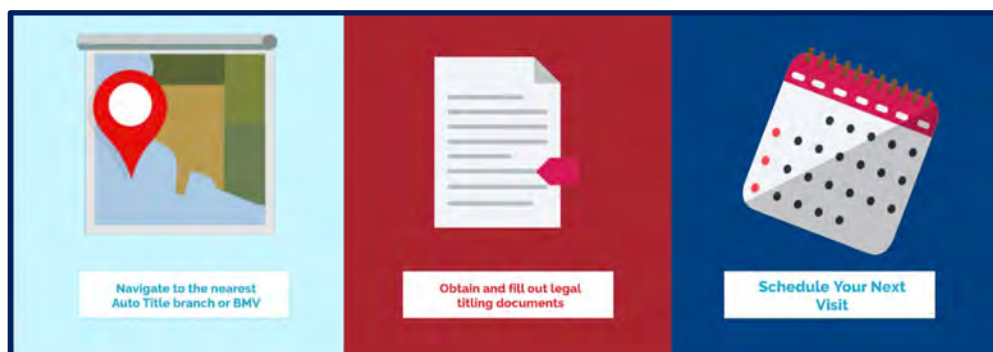 Navigate to the nearest
Auto Title branch or BMV
Obtain and fill out legal
titling documents
Schedule Your Next
Visit